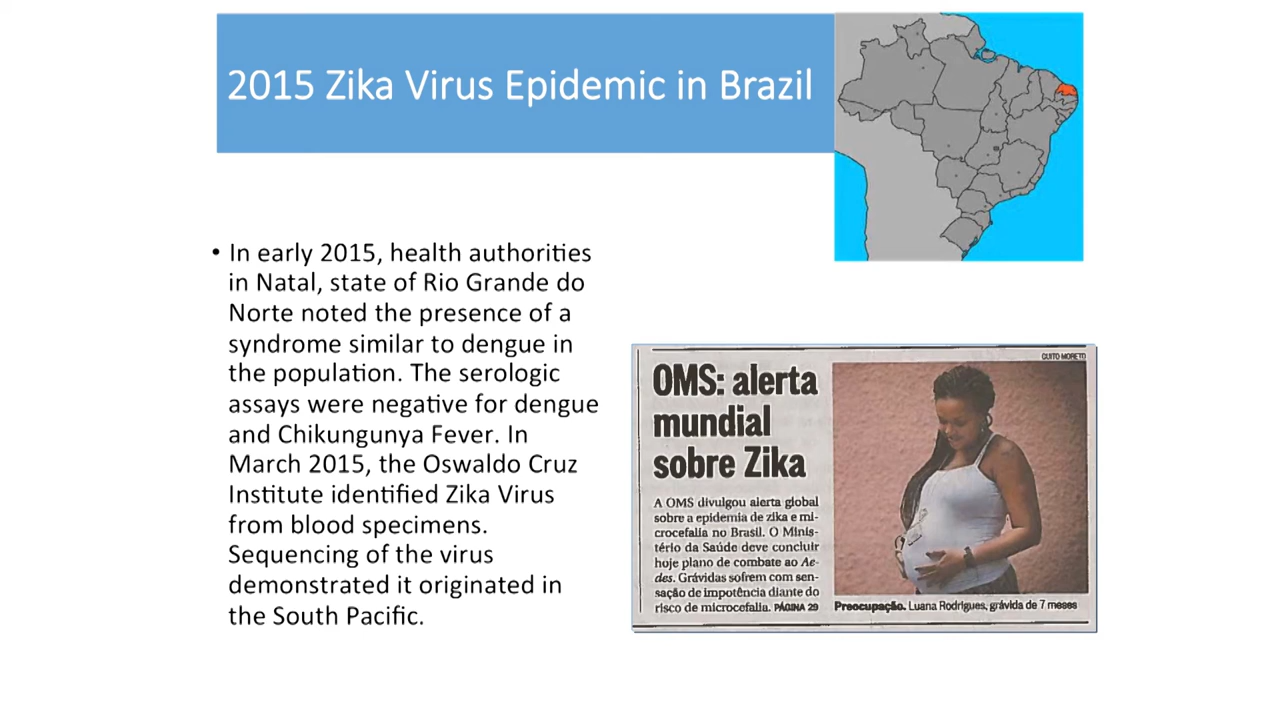 2015 Zika Virus Epidemic in Brazil
• In early 2015, health authorities
in Natal, state of Rio Grande do
Norte noted the presence of a
syndrome similar to dengue in
the population. The serologic
assays were negative for dengue
and Chikungunya Fever. In
March 2015, the Oswaldo Cruz
Institute identified Zika Virus
from blood specimens.
Sequencing of the virus
demonstrated it originated in
the South Pacific.
GUITO MORETO
OMS: alerta
mundial
sobre Zika
A OMS divulgou alerta global
sobre a epidemia de zika e mi-
crocefalia no Brasil. O Minis-
tério da Saúde deve concluir
hoje plano de combate ao Ae-
des. Grávidas sofrem com sen-
sação de impotência diante do
risco de microcefalia. PÁGINA 29
Preocupação. Luana Rodrigues, grávida de 7 meses